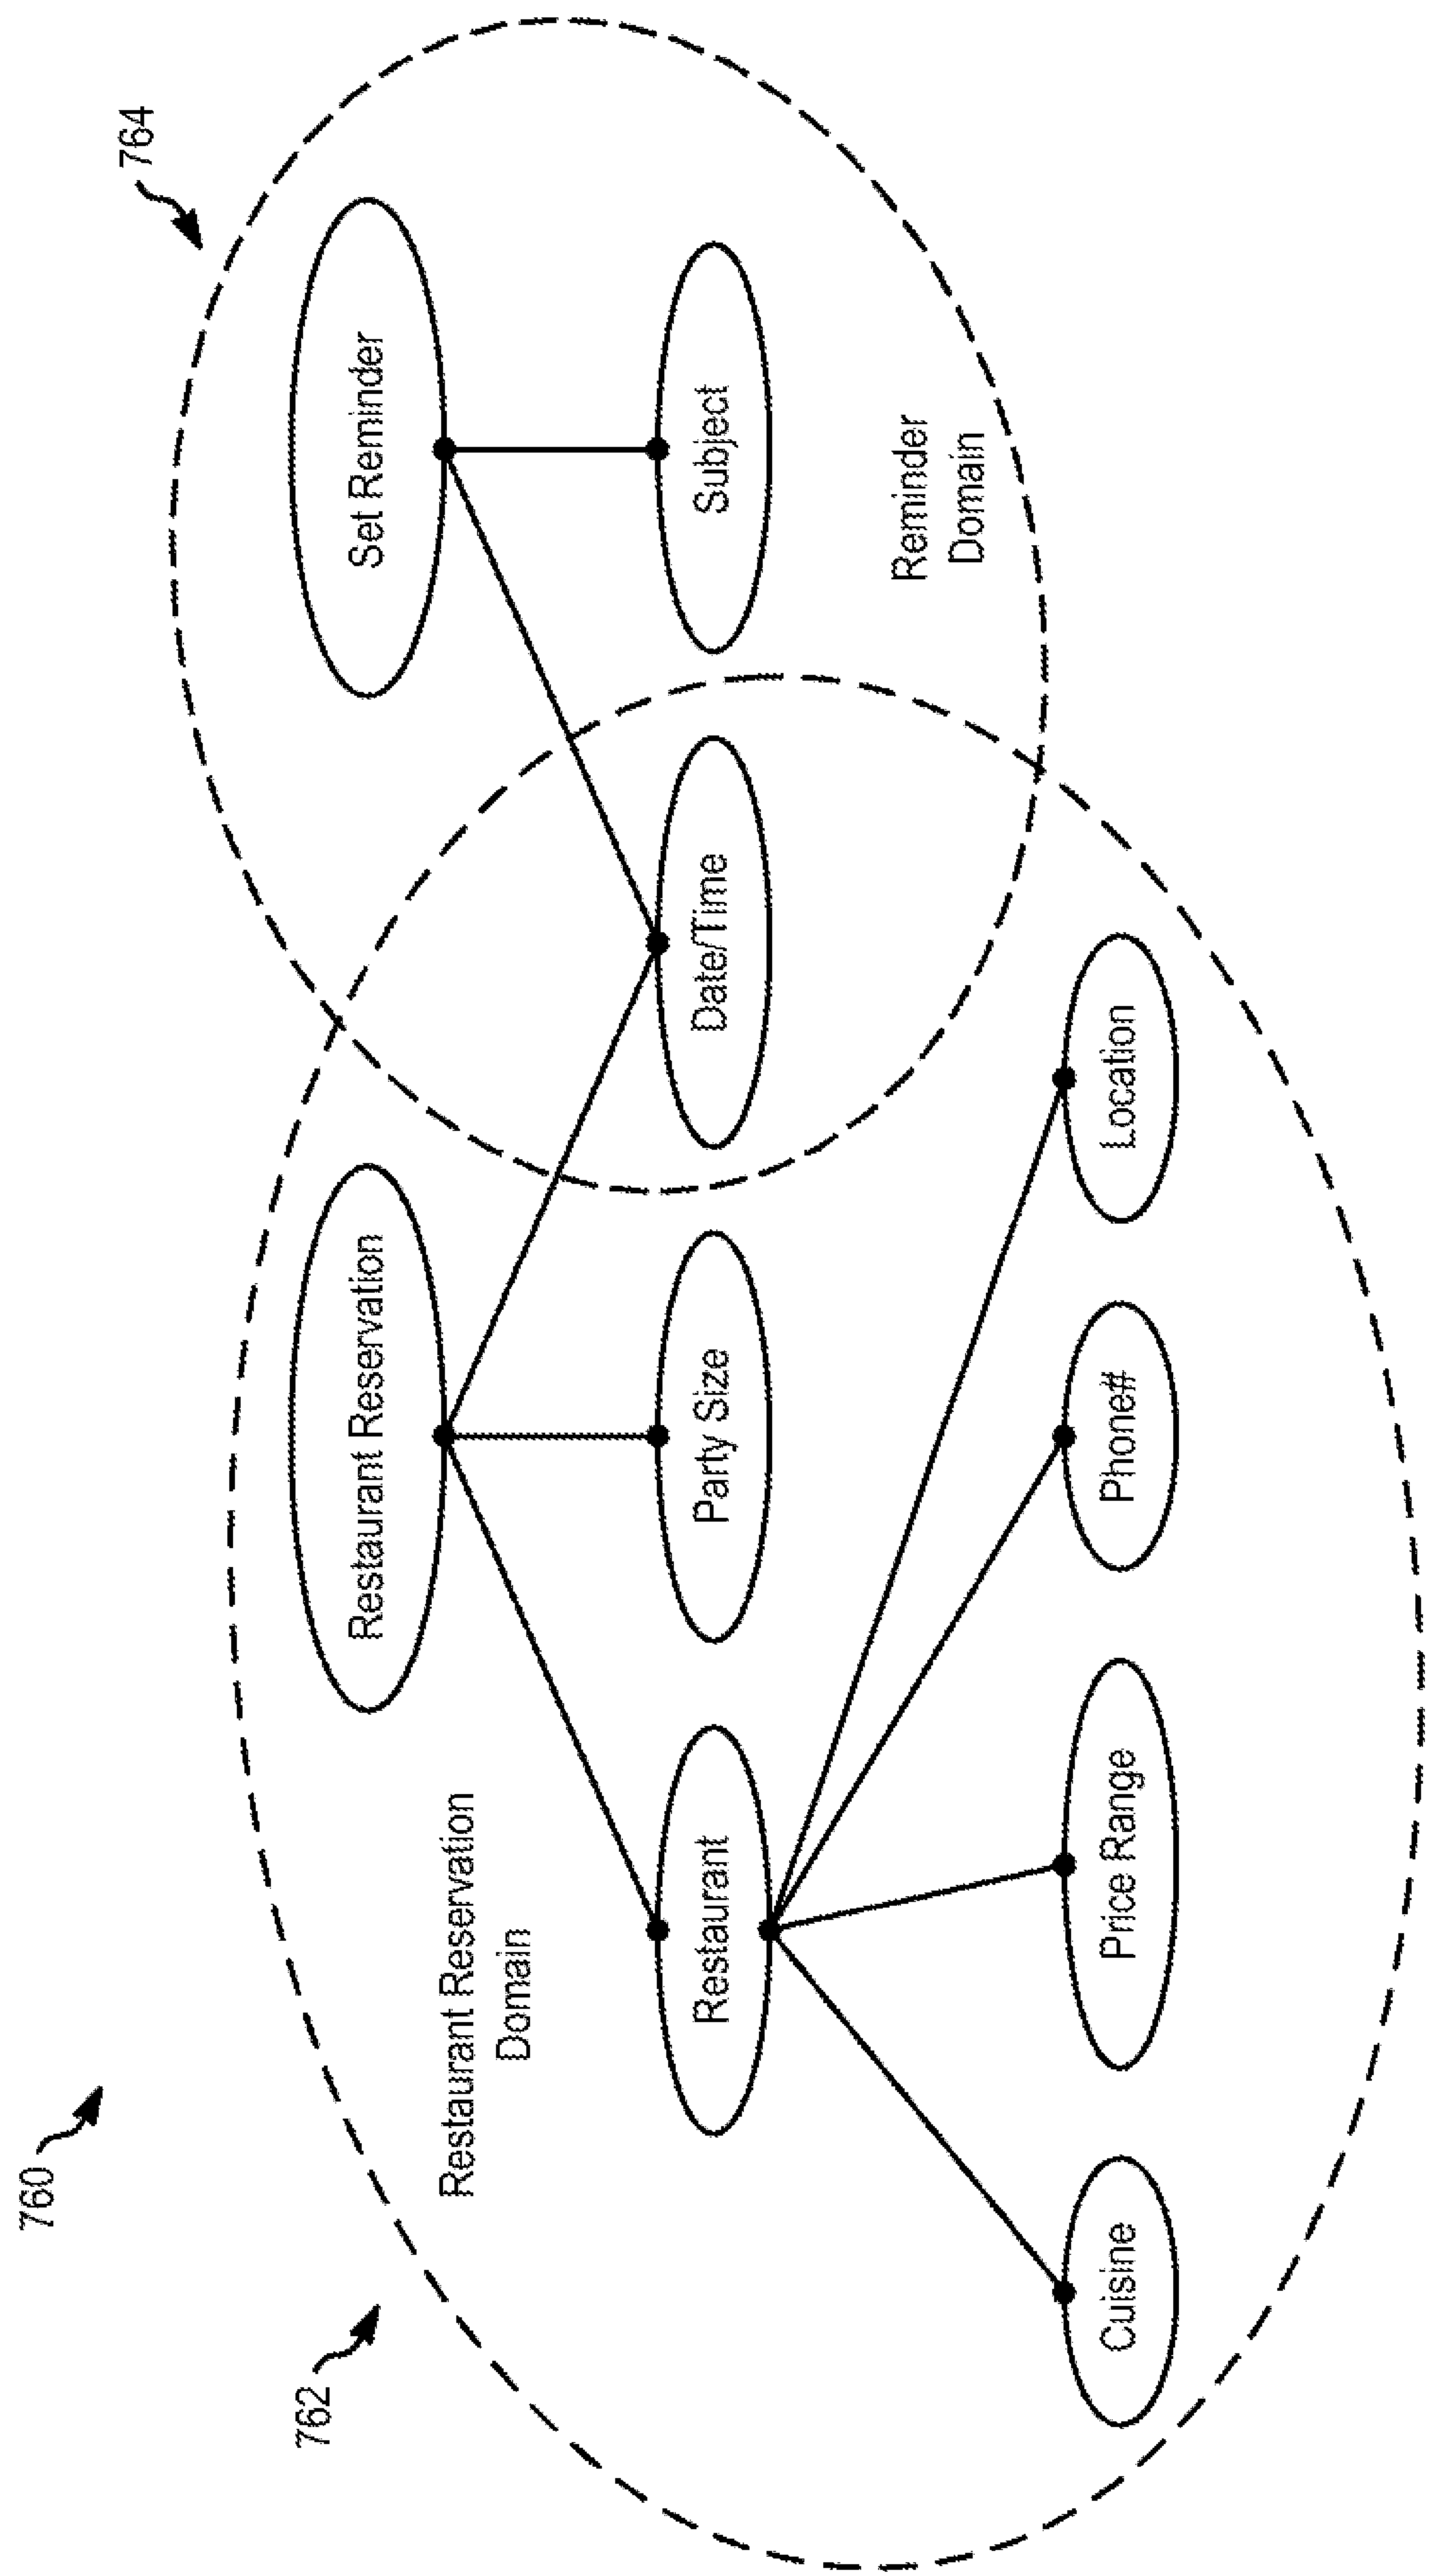 760
762
764
Restaurant Reservation
Set Reminder
Restaurant Reservation
Domain
Restaurant
Party Size
Date/Time
Subject
Reminder
Domain
Cuisine
Price Range
Phone#
Location